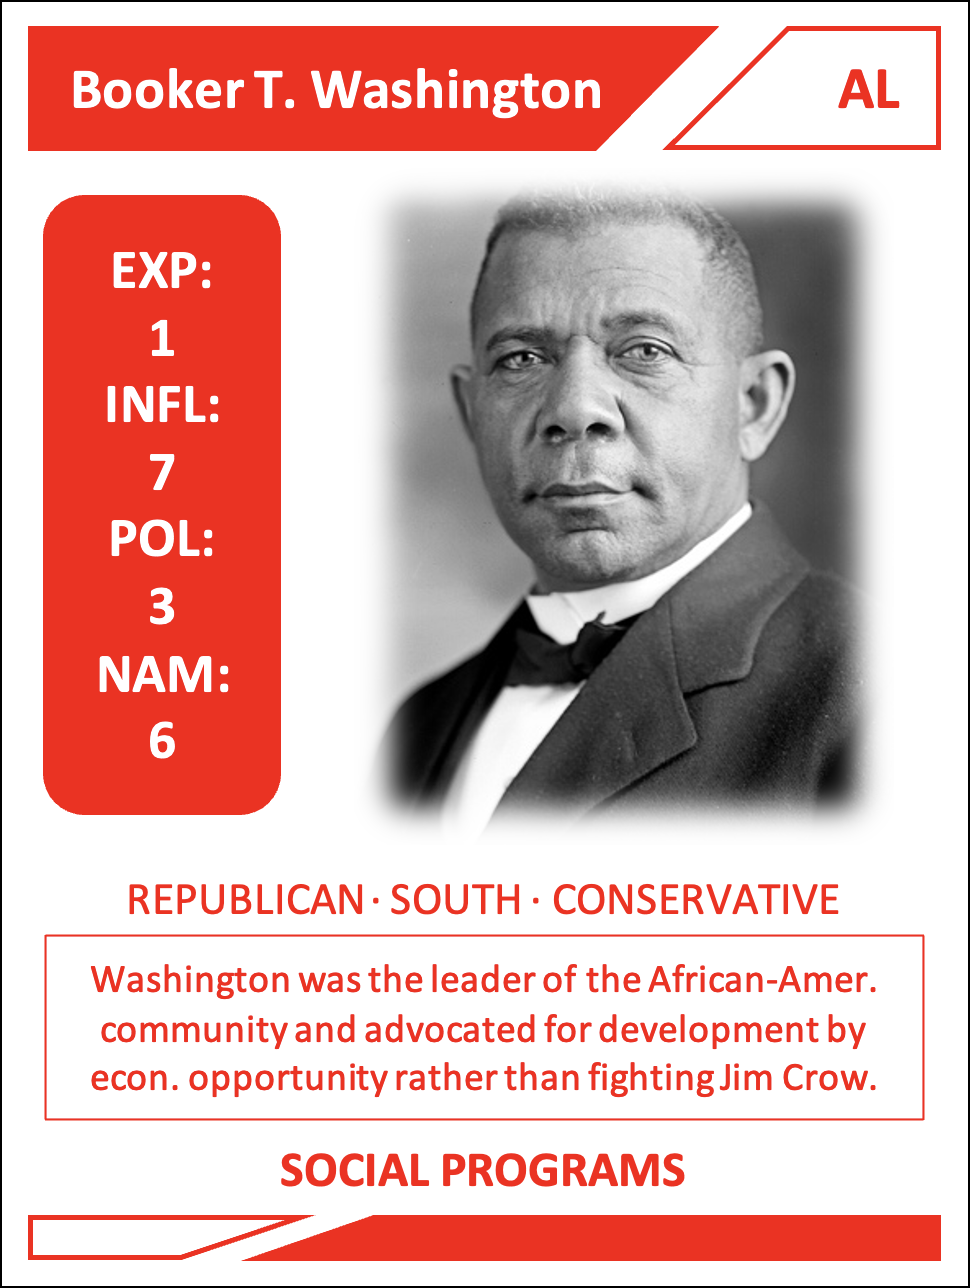 Booker T. Washington
AL
EXP:
1
INFL:
7
POL:
3
NAM:
6
REPUBLICAN · SOUTH · CONSERVATIVE
Washington was the leader of the African-Amer.
community and advocated for development by
econ. opportunity rather than fighting Jim Crow.
SOCIAL PROGRAMS